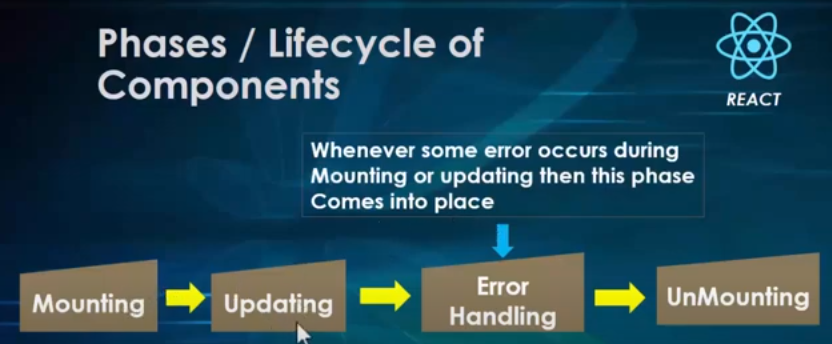 Phases / Lifecycle of
Components
REACT
Whenever some error occurs during
Mounting or updating then this phase
Comes into place
Mounting
Updating
Error
Handling
UnMounting